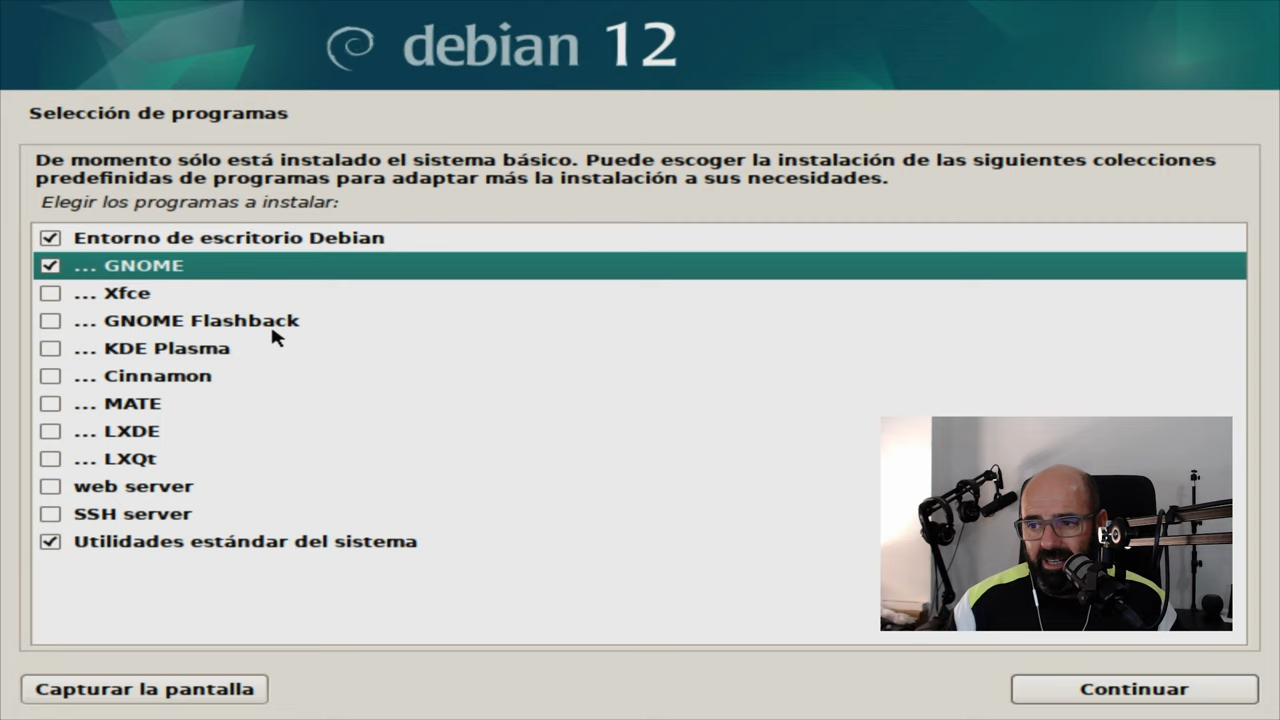 debian 12
Selección de programas
De momento sólo está instalado el sistema básico. Puede escoger la instalación de las siguientes colecciones
predefinidas de programas para adaptar más la instalación a sus necesidades.
Elegir los programas a instalar:
Entorno de escritorio Debian
... GNOME
... Xfce
... GNOME Flashback
... KDE Plasma
... Cinnamon
... MATE
... LXDE
... LXQt
web server
SSH server
Utilidades estándar del sistema
Capturar la pantalla
Continuar